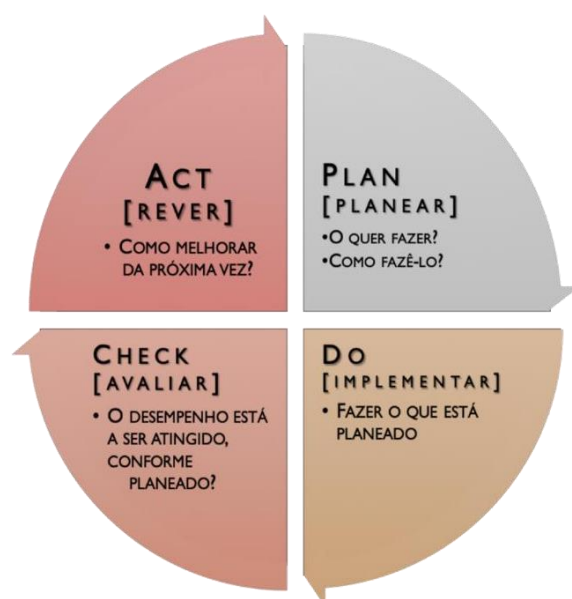 ACT
[REVER]
• COMO MELHORAR
DA PRÓXIMA VEZ?
PLAN
[PLANEAR]
•O QUER FAZER?
•COMO FAZÊ-LO?
CHECK
[AVALIAR]
• O DESEMPENHO ESTÁ
A SER ATINGIDO,
CONFORME
PLANEADO?
DO
[IMPLEMENTAR]
• FAZER O QUE ESTÁ
PLANEADO